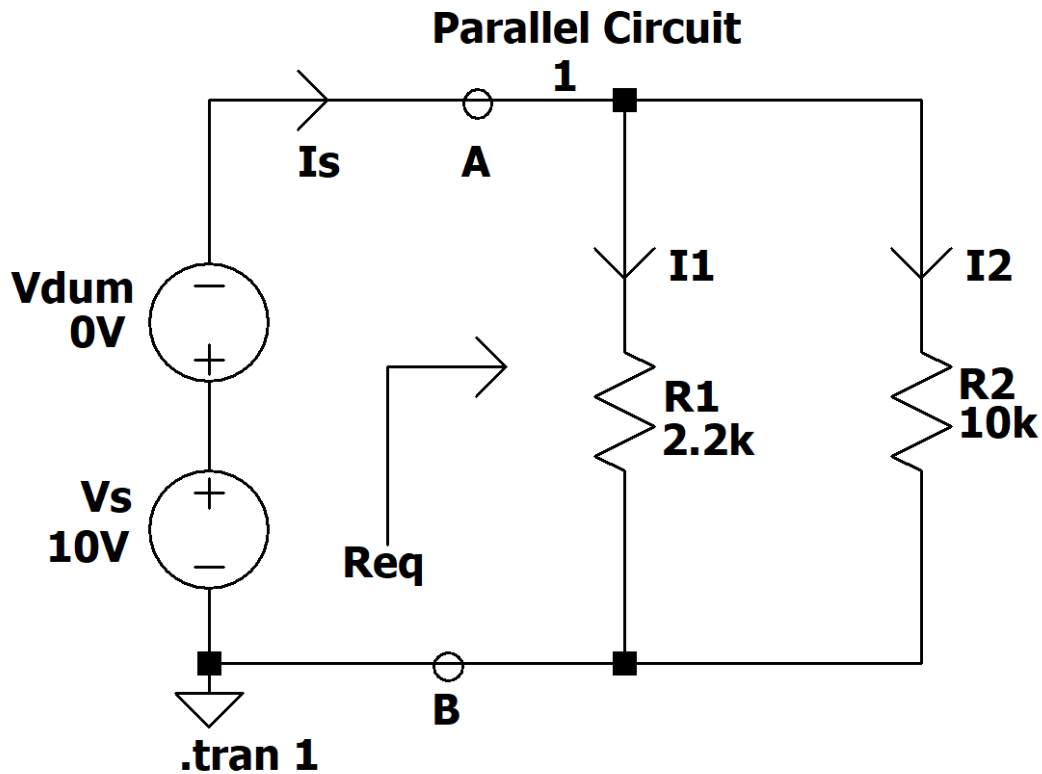 Parallel Circuit
1
Is
A
Vdum
0V
I1
I2
R1
2.2k
R2
10k
Vs
10V
Req
B
.tran 1